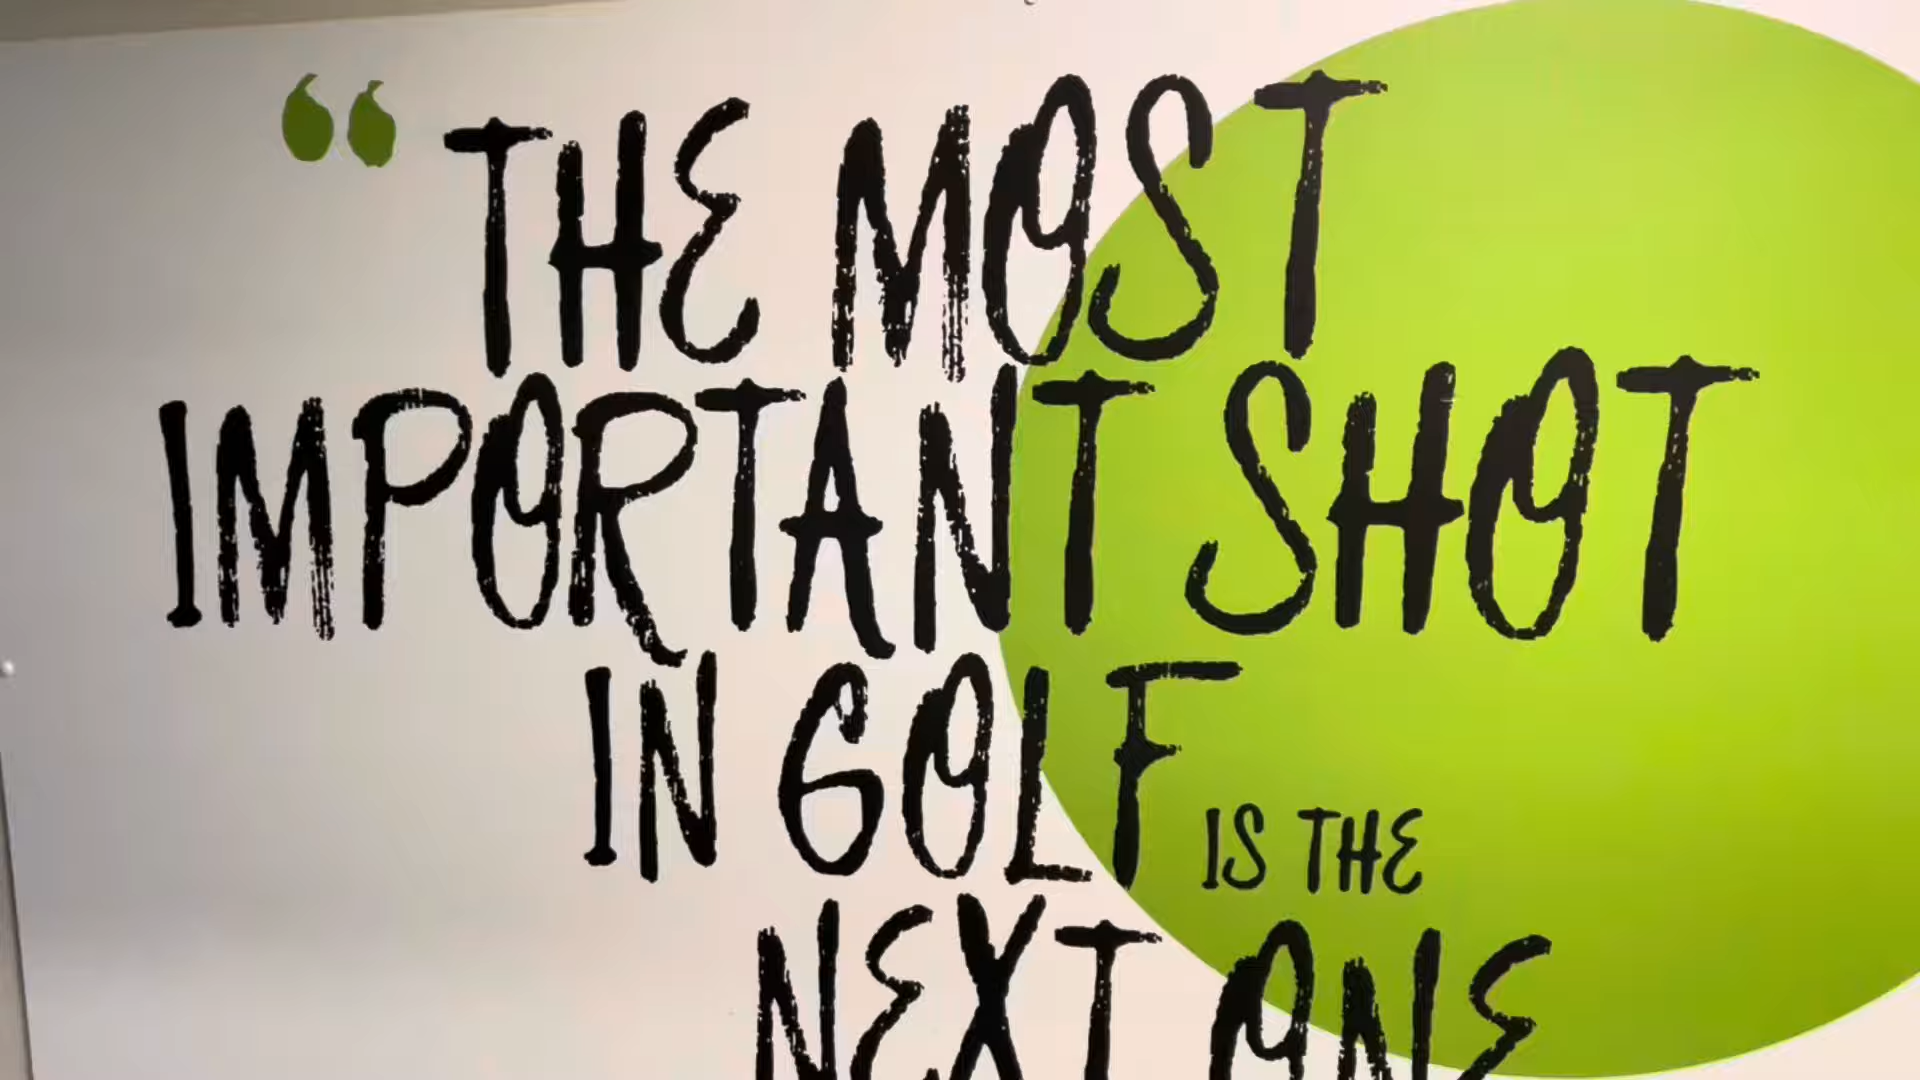 “ THE MOST
IMPORTANT SHOT
IN GOLF IS THE
NEXT ONE